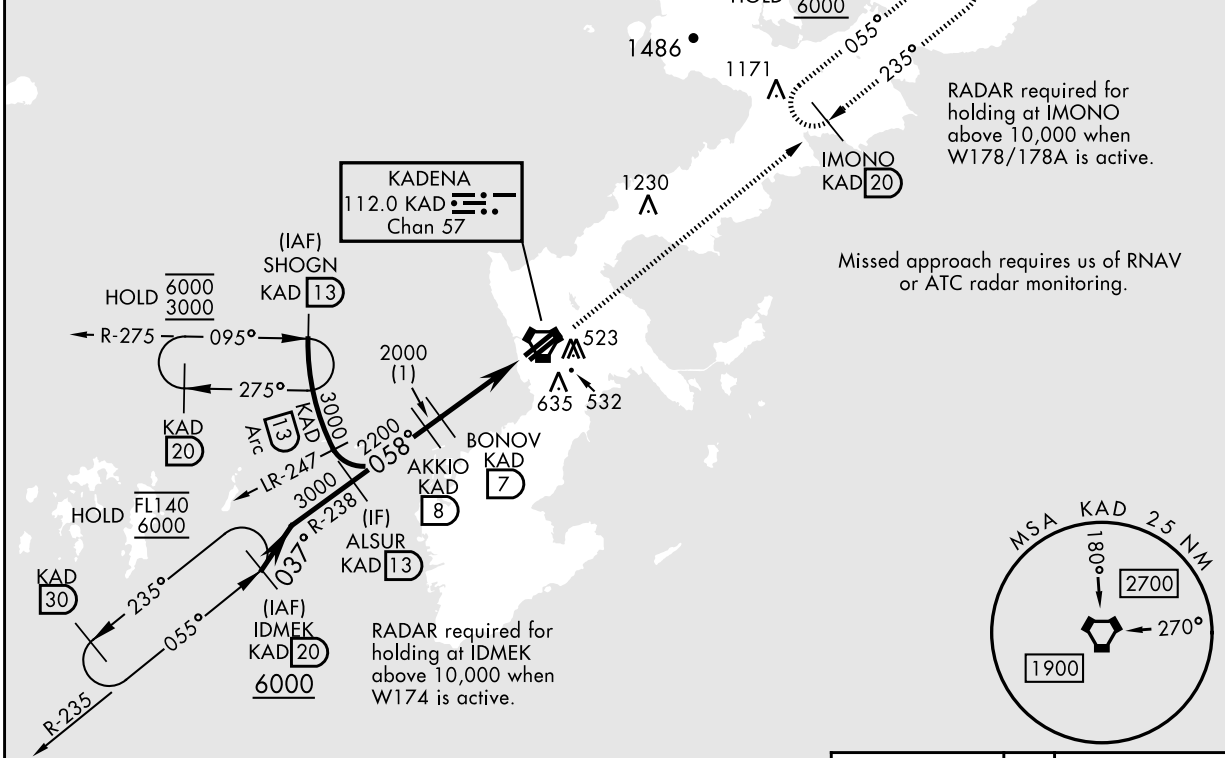 HOLD 6000
055°
235°
1486
1171
RADAR required for
holding at IMONO
above 10,000 when
W178/178A is active.
IMONO
KAD 20
KADENA
112.0 KAD
Chan 57
1230
Missed approach requires us of RNAV
or ATC radar monitoring.
(IAF)
SHOGN
KAD 13
HOLD 6000
3000
R-275
095°
275°
KAD
20
3000
KAD
13
Arc
LR-247
2000
(1)
523
635
532
2200
058°
BONOV
KAD
7
AKKIO
KAD
8
3000
R-238
(IF)
ALSUR
KAD 13
HOLD FL140
6000
037°
KAD
30
235°
055°
R-235
(IAF)
IDMEK
KAD 20
6000
RADAR required for
holding at IDMEK
above 10,000 when
W174 is active.
MSA KAD 25 NM
180°
2700
270°
1900